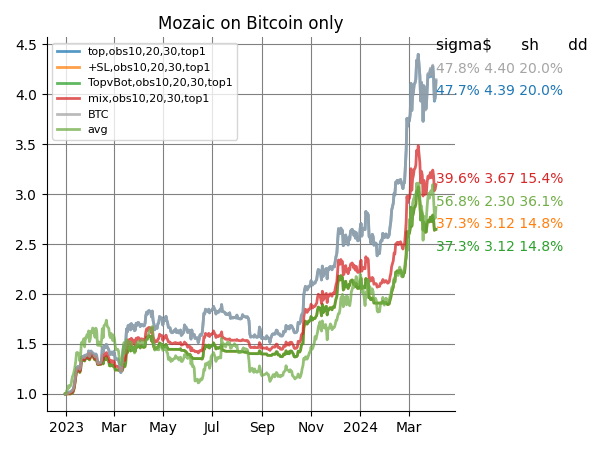 Mozaic on Bitcoin only
sigma$ sh dd
top,obs10,20,30,top1
+SL,obs10,20,30,top1
TopvBot,obs10,20,30,top1
mix,obs10,20,30,top1
BTC
avg
47.8% 4.40 20.0%
47.7% 4.39 20.0%
39.6% 3.67 15.4%
56.8% 2.30 36.1%
37.3% 3.12 14.8%
37.3% 3.12 14.8%
4.5
4.0
3.5
3.0
2.5
2.0
1.5
1.0
2023 Mar May Jul Sep Nov 2024 Mar